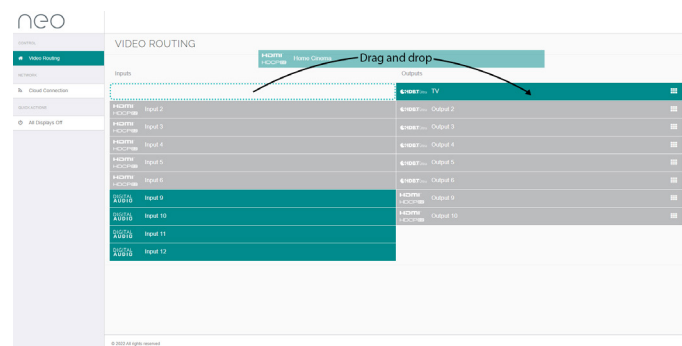 neo
CONTROL
Video Routing
NETWORK
Cloud Connection
QUICK ACTIONS
All Displays Off
VIDEO ROUTING
HDMI HDCP Home Cinema
Drag and drop
Inputs
HDMI HDCP Input 2
HDMI HDCP Input 3
HDMI HDCP Input 4
HDMI HDCP Input 5
HDMI HDCP Input 6
DIGITAL AUDIO Input 9
DIGITAL AUDIO Input 10
DIGITAL AUDIO Input 11
DIGITAL AUDIO Input 12
Outputs
HDBT TV
HDBT Output 2
HDBT Output 3
HDBT Output 4
HDBT Output 5
HDBT Output 6
HDMI HDCP Output 9
HDMI HDCP Output 10
© 2023 All rights reserved